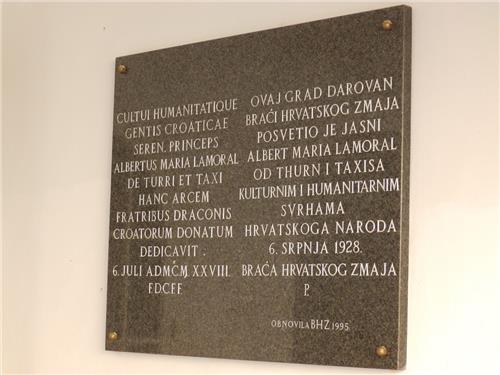 CULTUI HUMANITATIQUE
GENTIS CROATICAE
SEREN. PRINCEPS
ALBERTUS MARIA LAMORAL
DE TURRI ET TAXI
HANC ARCEM
FRATRIBUS DRACONIS
CROATORUM DONATUM
DEDICAVIT :
6. JULI A.D.MCM. XXVIII.
F.D.C.F.F.
OVAJ GRAD DAROVAN
BRAĆI HRVATSKOG ZMAJA
POSVETIO JE JASNI
ALBERT MARIA LAMORAL
OD THURN I TAXISA
KULTURNIM I HUMANITARNIM
SVRHAMA
HRVATSKOGA NARODA
6. SRPNJA 1928.
BRAĆA HRVATSKOG ZMAJA
P.
OBNOVILA BHZ 1995.